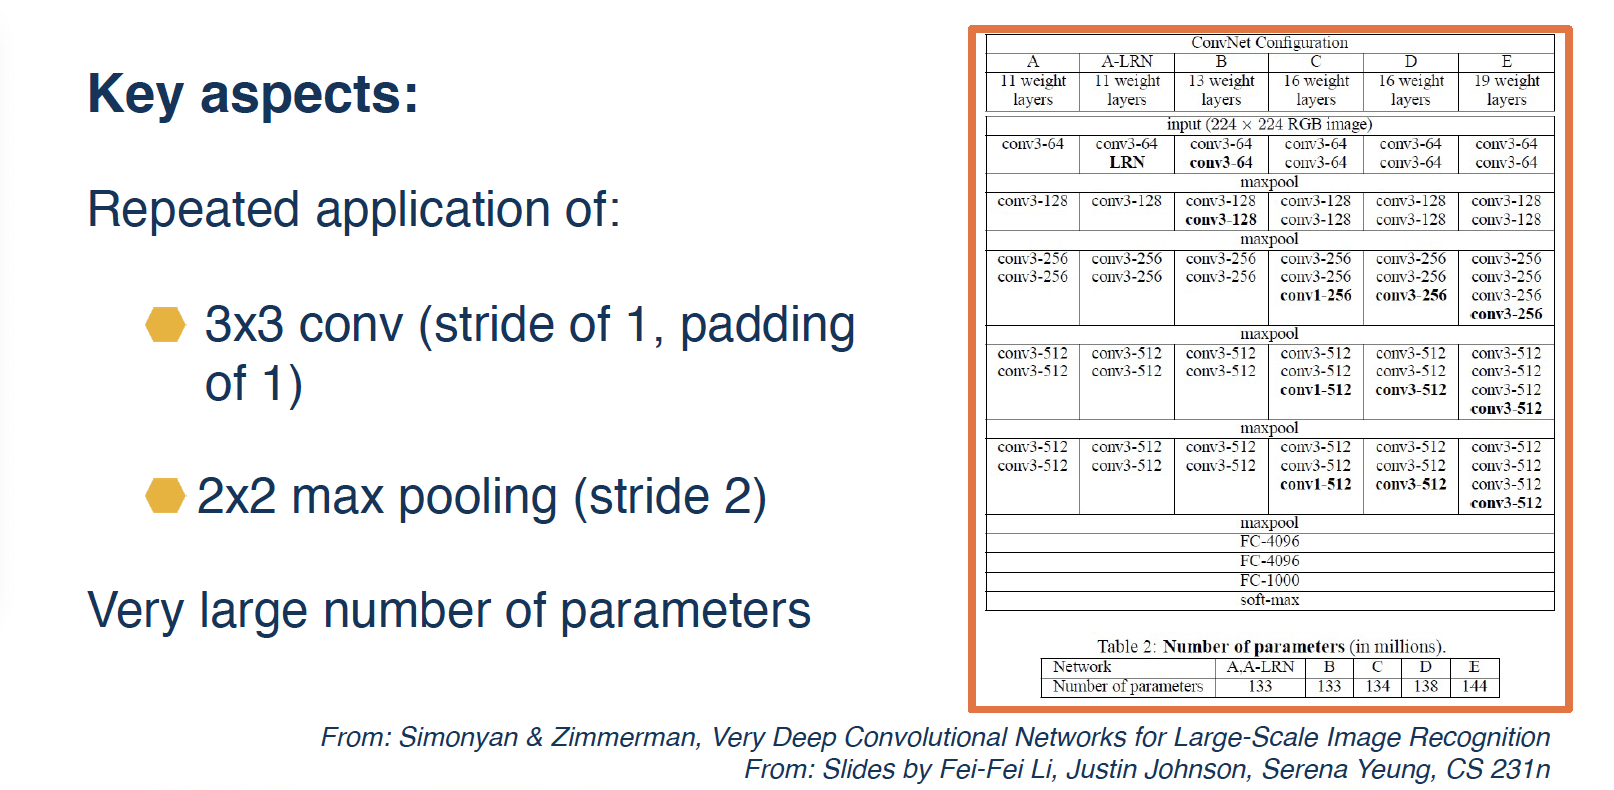 Key aspects:
Repeated application of:
3x3 conv (stride of 1, padding
of 1)
2x2 max pooling (stride 2)
Very large number of parameters
ConvNet Configuration
A A-LRN B C D E
11 weight 11 weight 13 weight 16 weight 16 weight 19 weight
layers layers layers layers layers layers
input (224 × 224 RGB image)
conv3-64 conv3-64 conv3-64 conv3-64 conv3-64 conv3-64
LRN conv3-64 conv3-64 conv3-64 conv3-64
maxpool
conv3-128 conv3-128 conv3-128 conv3-128 conv3-128 conv3-128
conv3-128 conv3-128 conv3-128 conv3-128
maxpool
conv3-256 conv3-256 conv3-256 conv3-256 conv3-256 conv3-256
conv3-256 conv3-256 conv3-256 conv3-256 conv3-256 conv3-256
conv1-256 conv3-256 conv3-256
conv3-256
maxpool
conv3-512 conv3-512 conv3-512 conv3-512 conv3-512 conv3-512
conv3-512 conv3-512 conv3-512 conv3-512 conv3-512 conv3-512
conv1-512 conv3-512 conv3-512
conv3-512
maxpool
conv3-512 conv3-512 conv3-512 conv3-512 conv3-512 conv3-512
conv3-512 conv3-512 conv3-512 conv3-512 conv3-512 conv3-512
conv1-512 conv3-512 conv3-512
conv3-512
maxpool
FC-4096
FC-4096
FC-1000
soft-max
Table 2: Number of parameters (in millions).
Network A,A-LRN B C D E
Number of parameters 133 133 134 138 144
From: Simonyan & Zimmerman, Very Deep Convolutional Networks for Large-Scale Image Recognition
From: Slides by Fei-Fei Li, Justin Johnson, Serena Yeung, CS 231n